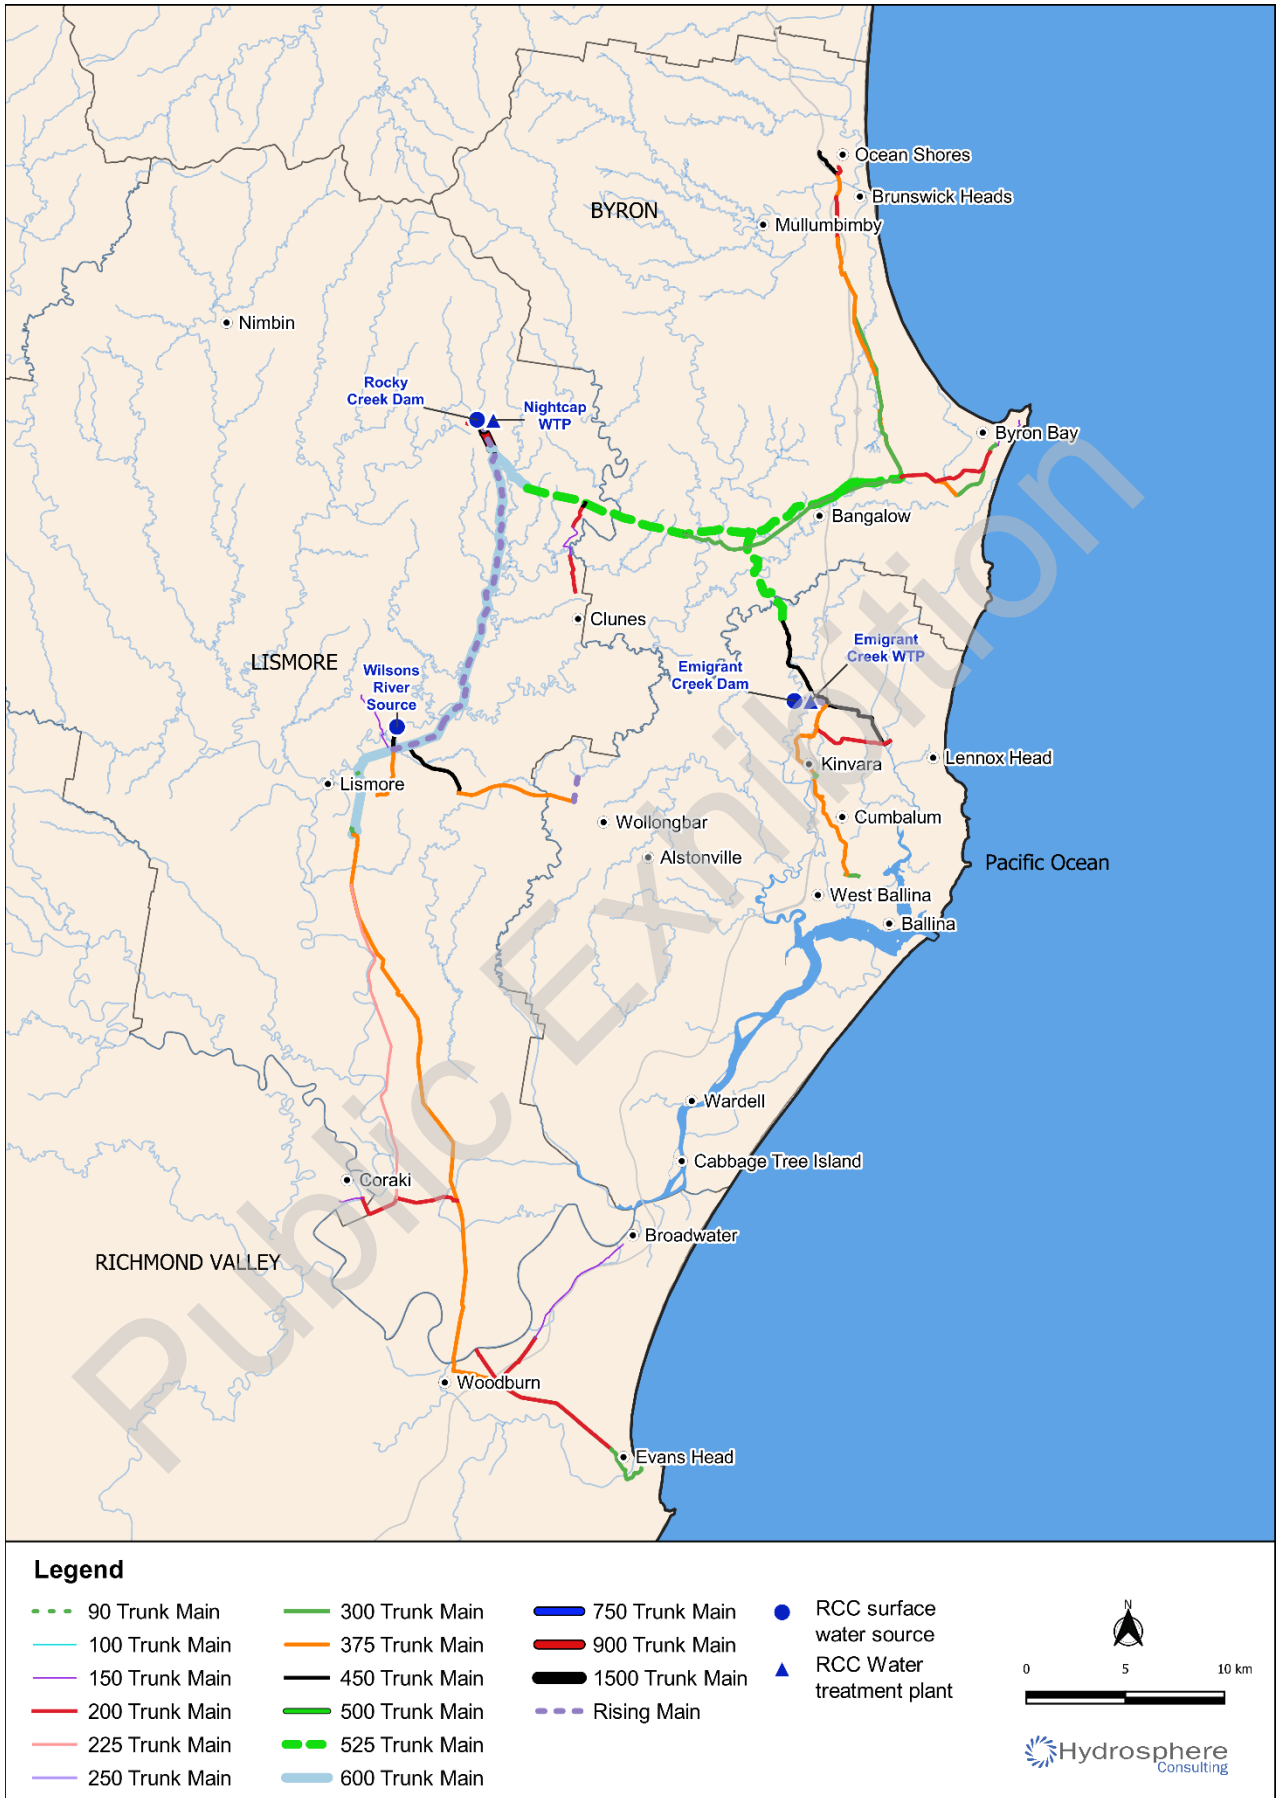 Ocean Shores
Brunswick Heads
BYRON
Mullumbimby
Nimbin
Rocky
Creek Dam
Nightcap
WTP
Byron Bay
Bangalow
Clunes
Emigrant
Creek WTP
LISMORE
Wilsons
River
Source
Emigrant
Creek Dam
Lennox Head
Kinvara
Lismore
Cumbalum
Wollongbar
Alstonville
Pacific Ocean
West Ballina
Ballina
Public Exhibition
Wardell
Cabbage Tree Island
Coraki
Broadwater
RICHMOND VALLEY
Woodburn
Evans Head
Legend
90 Trunk Main
100 Trunk Main
150 Trunk Main
200 Trunk Main
225 Trunk Main
250 Trunk Main
300 Trunk Main
375 Trunk Main
450 Trunk Main
500 Trunk Main
525 Trunk Main
600 Trunk Main
750 Trunk Main
900 Trunk Main
1500 Trunk Main
Rising Main
RCC surface
water source
RCC Water
treatment plant
N
0 5 10 km
Hydrosphere
Consulting